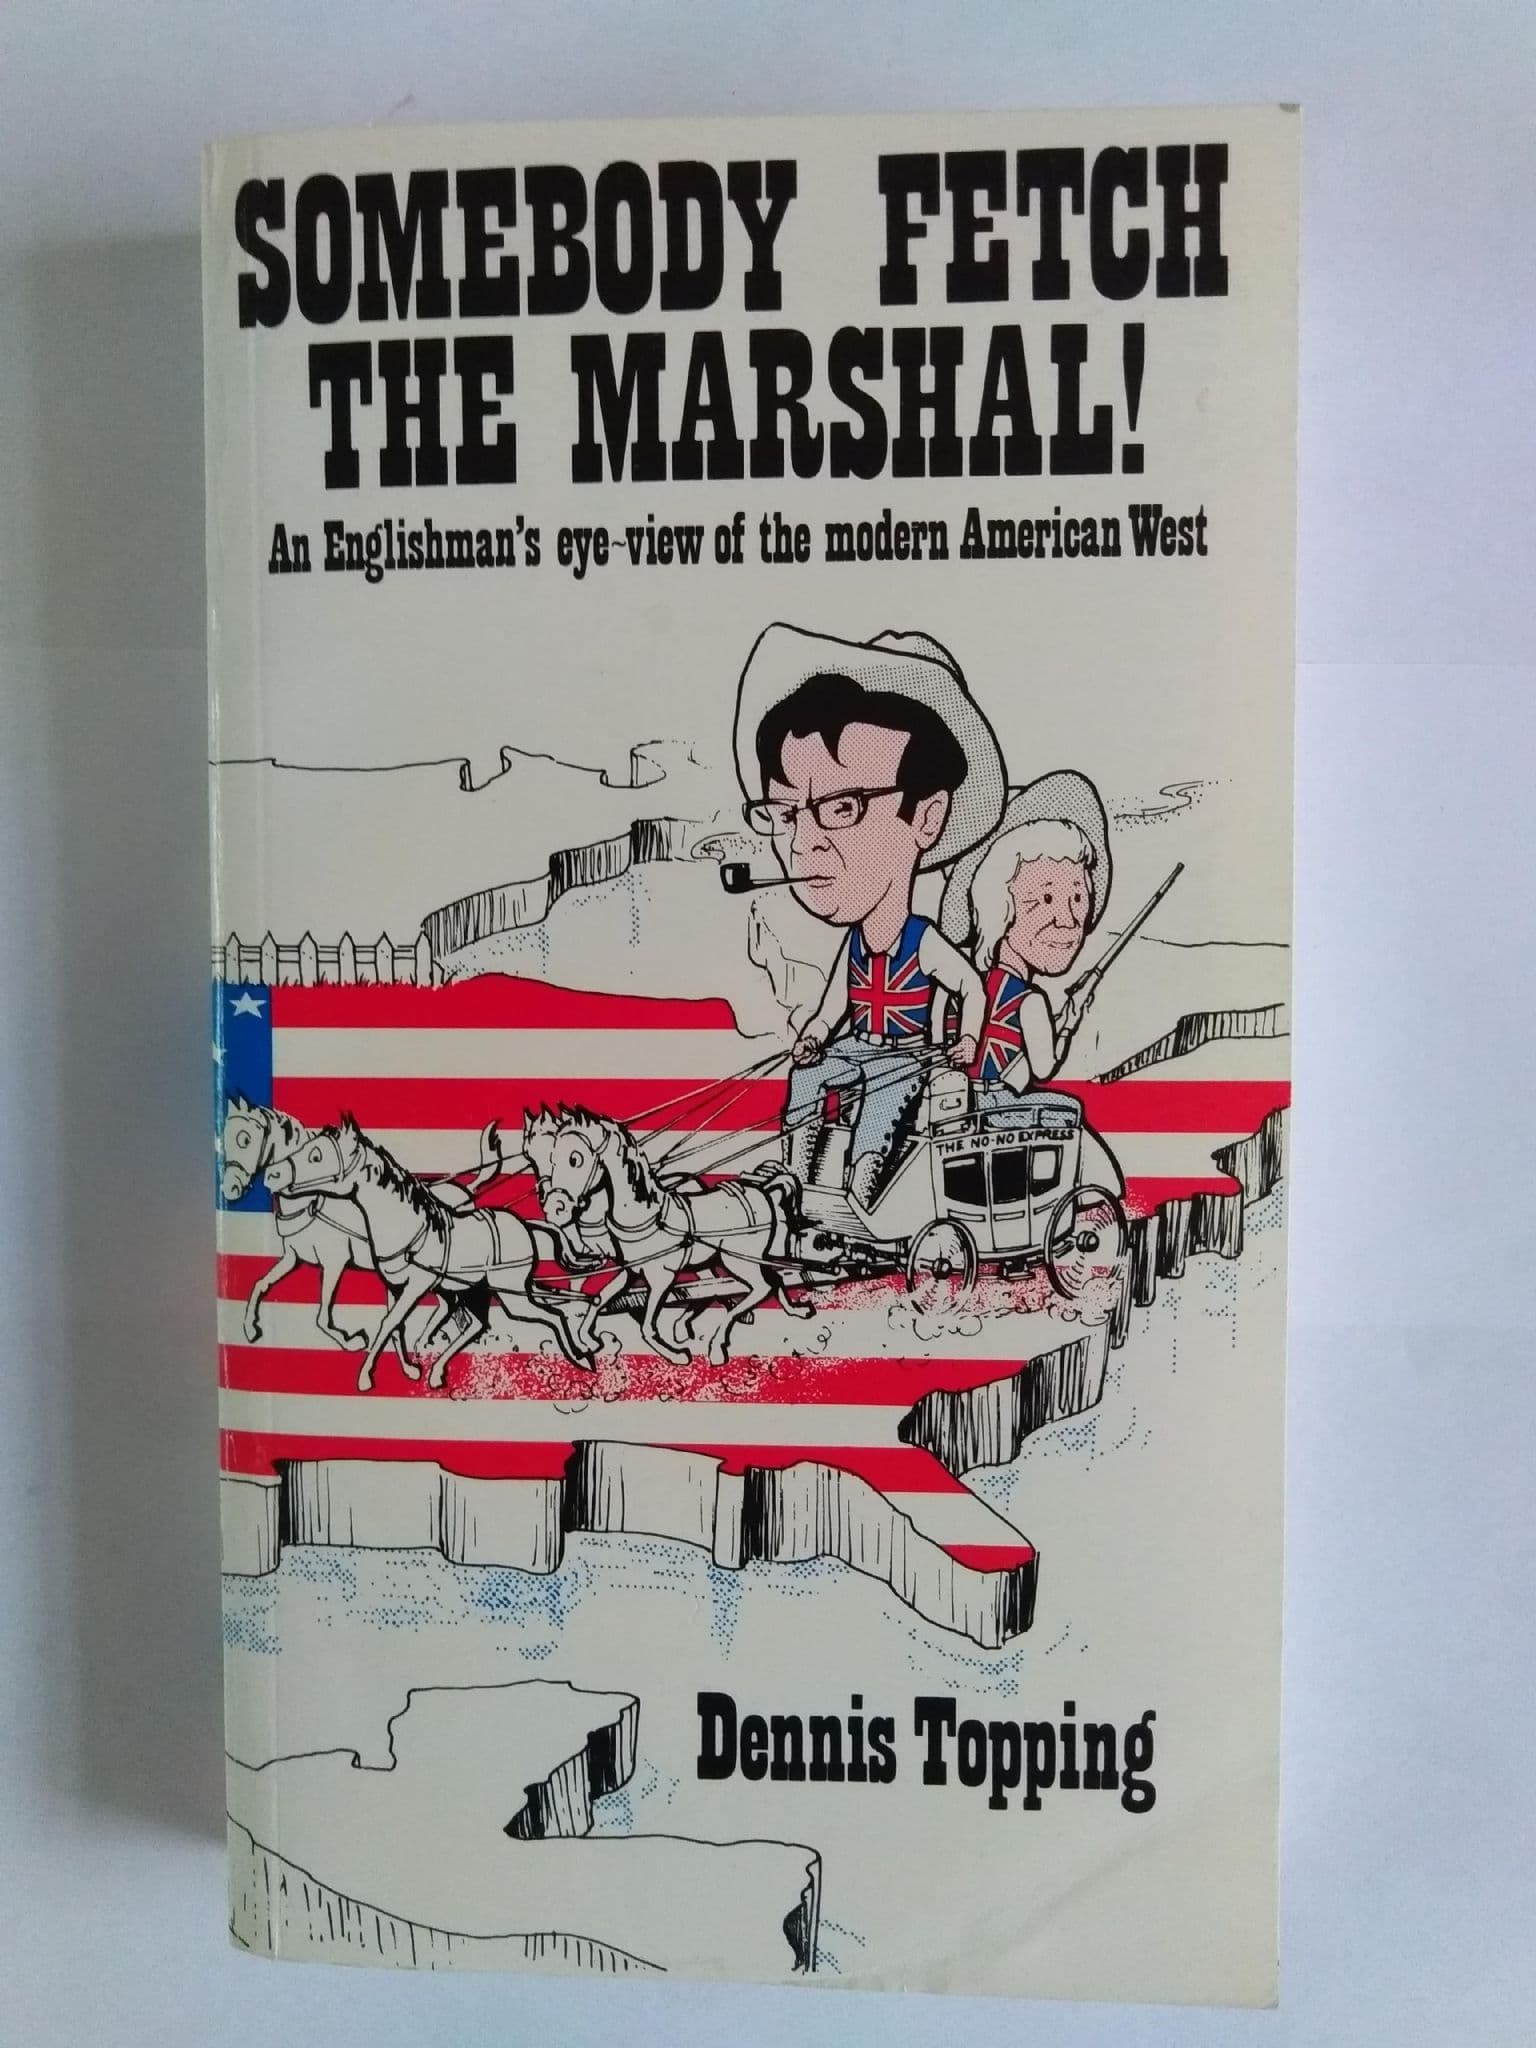 SOMEBODY FETCH
THE MARSHAL!
An Englishman's eye~view of the modern American West
THE NO-NO EXPRESS
Dennis Topping